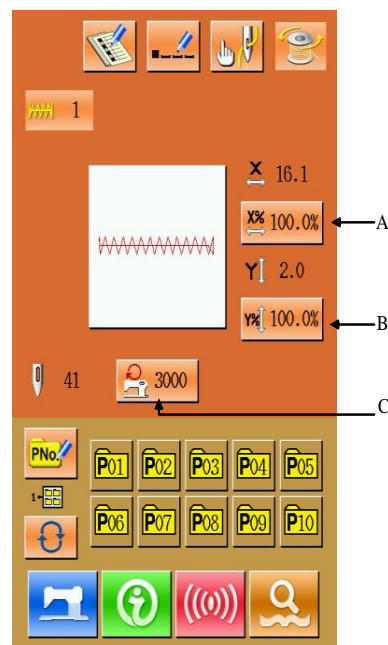 1
X 16.1
X% 100.0% A
Y 2.0
Y% 100.0% B
41 3000
C
PNo.
P01 P02 P03 P04 P05
1-
P06 P07 P08 P09 P10